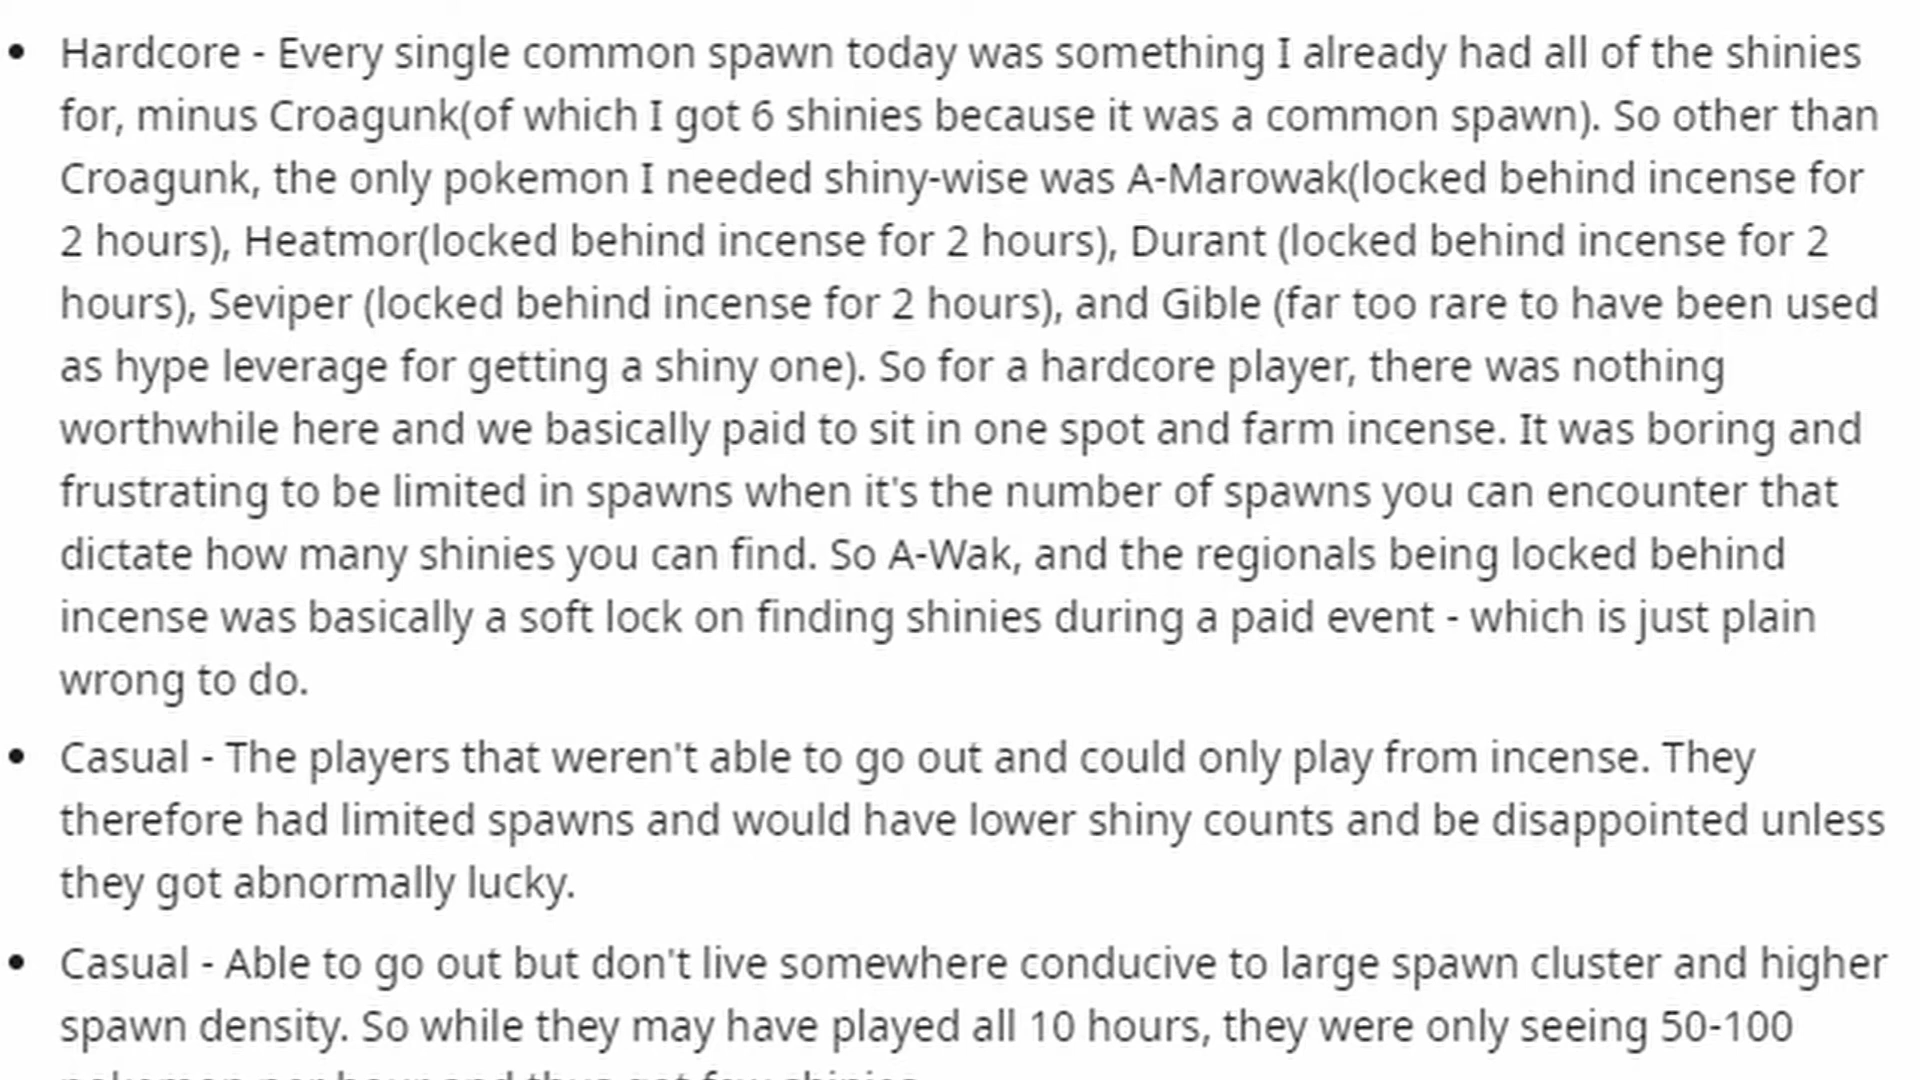 • Hardcore - Every single common spawn today was something I already had all of the shinies
for, minus Croagunk(of which I got 6 shinies because it was a common spawn). So other than
Croagunk, the only pokemon I needed shiny-wise was A-Marowak(locked behind incense for
2 hours), Heatmor(locked behind incense for 2 hours), Durant (locked behind incense for 2
hours), Seviper (locked behind incense for 2 hours), and Gible (far too rare to have been used
as hype leverage for getting a shiny one). So for a hardcore player, there was nothing
worthwhile here and we basically paid to sit in one spot and farm incense. It was boring and
frustrating to be limited in spawns when it's the number of spawns you can encounter that
dictate how many shinies you can find. So A-Wak, and the regionals being locked behind
incense was basically a soft lock on finding shinies during a paid event - which is just plain
wrong to do.
• Casual - The players that weren't able to go out and could only play from incense. They
therefore had limited spawns and would have lower shiny counts and be disappointed unless
they got abnormally lucky.
• Casual - Able to go out but don't live somewhere conducive to large spawn cluster and higher
spawn density. So while they may have played all 10 hours, they were only seeing 50-100
pokemon per hour and thus got few shinies.